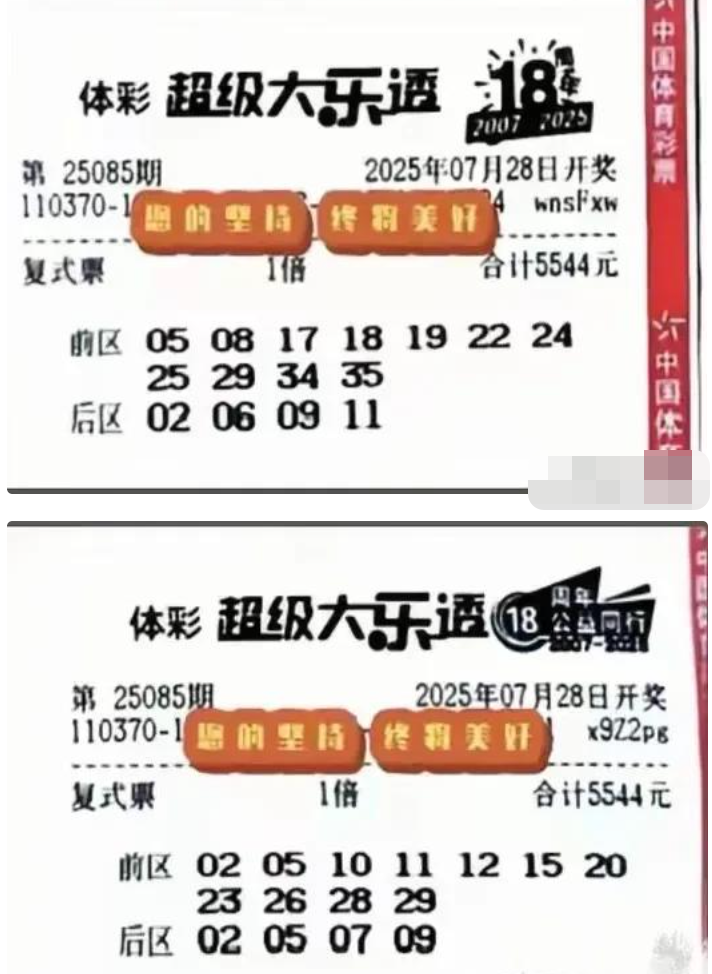 中国体育彩票
体彩 超级大乐透 18周年
2007 2025
第 25085期 2025年07月28日开奖
110370-1 您的坚持 终将美好 4 wnsFxw
复式票 1倍 合计5544元
前区 05 08 17 18 19 22 24
25 29 34 35
后区 02 06 09 11
中国体育
体彩 超级大乐透 18周年
公益同行
2007-2025
第 25085期 2025年07月28日开奖
110370-1 您的坚持 终将美好 x9Z2pg
复式票 1倍 合计5544元
前区 02 05 10 11 12 15 20
23 26 28 29
后区 02 05 07 09